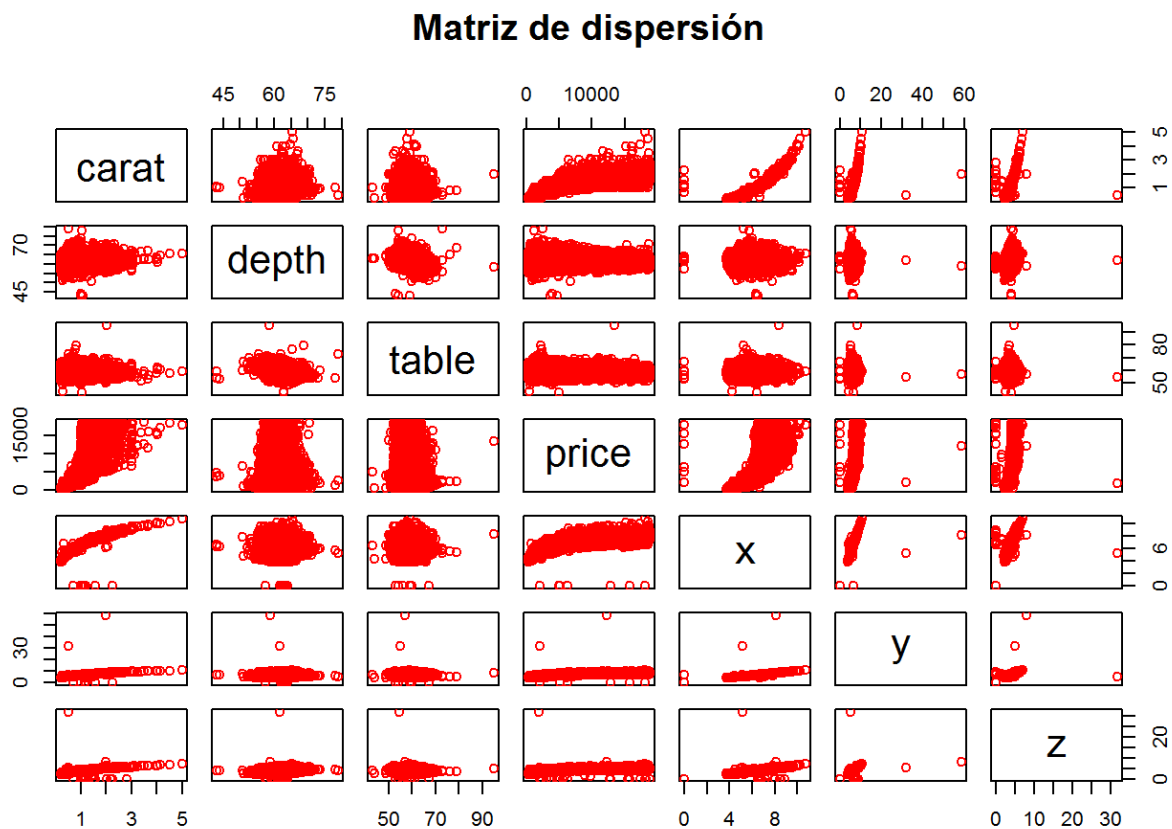 Matriz de dispersión
45 60 75 0 10000 0 20 40 60
carat 1 3 5
45 70 depth
table 50 80
0 15000 price
x 0 6
0 30 y
z 0 20
1 3 5 50 70 90 0 4 8 0 10 20 30